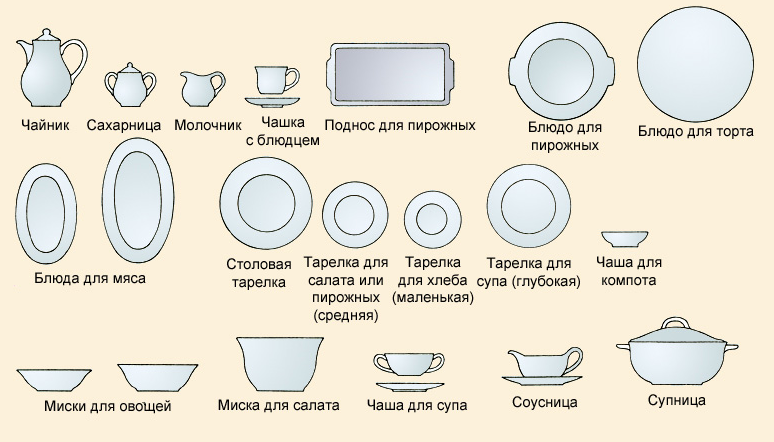 Чайник
Сахарница
Молочник
Чашка
с блюдцем
Поднос для пирожных
Блюдо для
пирожных
Блюдо для торта
Блюда для мяса
Столовая
тарелка
Тарелка для
салата или
пирожных
(средняя)
Тарелка
для хлеба
(маленькая)
Тарелка для
супа (глубокая)
Чаша для
компота
Миски для овощей
Миска для салата
Чаша для супа
Соусница
Супница